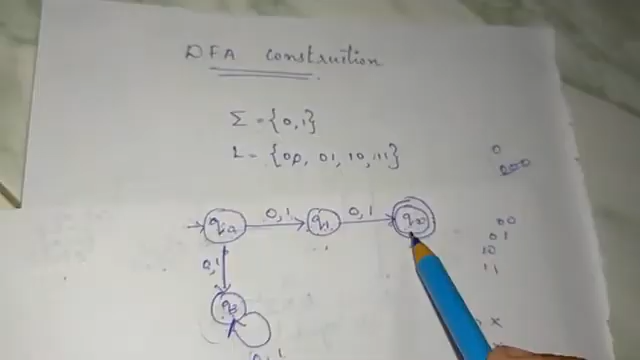 DFA construction
Σ = {0,1}
L = {00, 01, 10, 11}
0
000
q0 0,1 q1 0,1 q2
0,1
q3
0,1
00
01
10
11
x